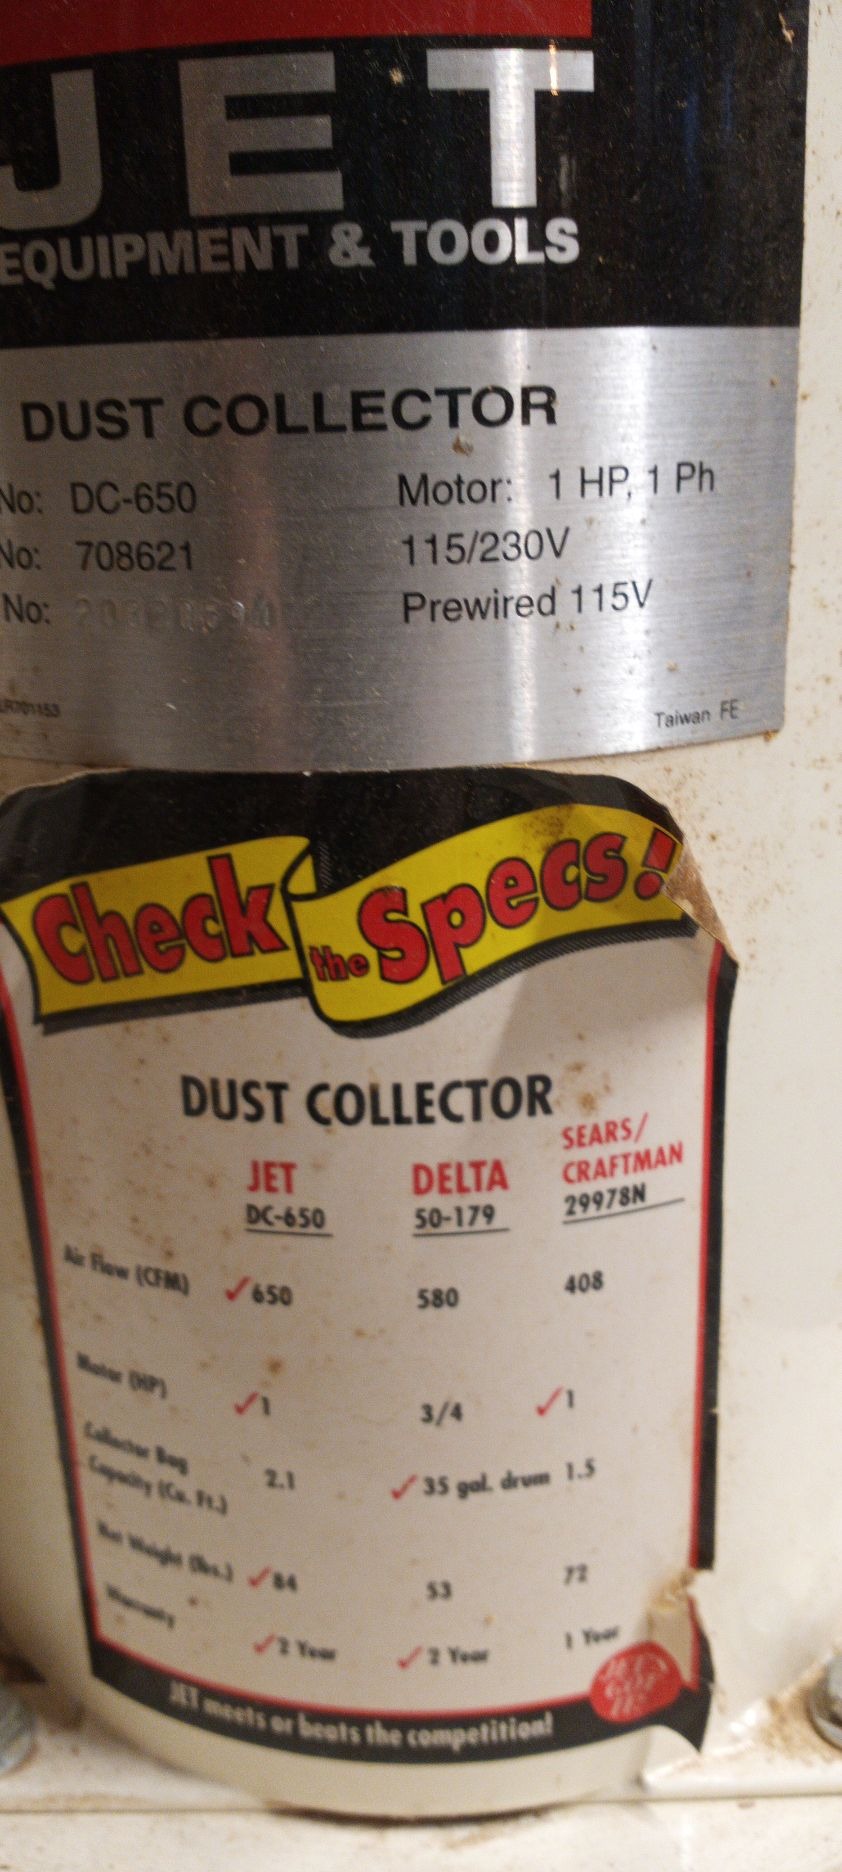 JET
EQUIPMENT & TOOLS
DUST COLLECTOR
No: DC-650 Motor: 1 HP, 1 Ph
No: 708621 115/230V
No: Prewired 115V
Taiwan FE
Check the Specs!
DUST COLLECTOR
JET DELTA SEARS/
CRAFTMAN
DC-650 50-179 29978N
Air Flow (CFM) ✓650 580 408
Motor (HP) ✓1 3/4 ✓1
Collector Bag
Capacity (Cu. Ft.) 2.1 ✓35 gal. drum 1.5
Net Weight (lbs.) ✓84 53 72
Warranty ✓2 Year ✓2 Year 1 Year
JET meets or beats the competition!